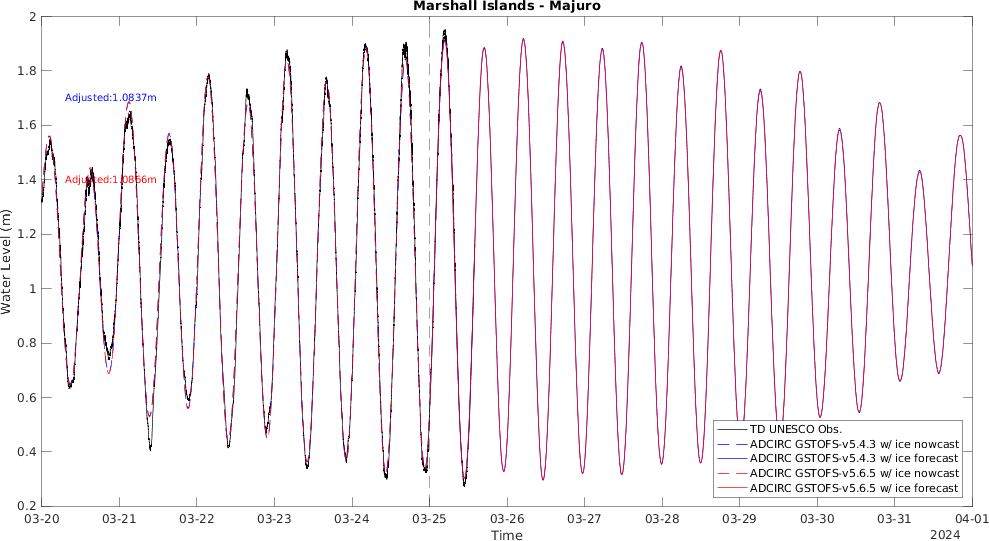 Marshall Islands - Majuro
Water Level (m)
2
1.8
1.6
1.4
1.2
1
0.8
0.6
0.4
0.2
Adjusted:1.0837m
Adjusted:1.0866m
TD UNESCO Obs.
ADCIRC GSTOFS-v5.4.3 w/ ice nowcast
ADCIRC GSTOFS-v5.4.3 w/ ice forecast
ADCIRC GSTOFS-v5.6.5 w/ ice nowcast
ADCIRC GSTOFS-v5.6.5 w/ ice forecast
03-20 03-21 03-22 03-23 03-24 03-25 03-26 03-27 03-28 03-29 03-30 03-31 04-01
Time
2024